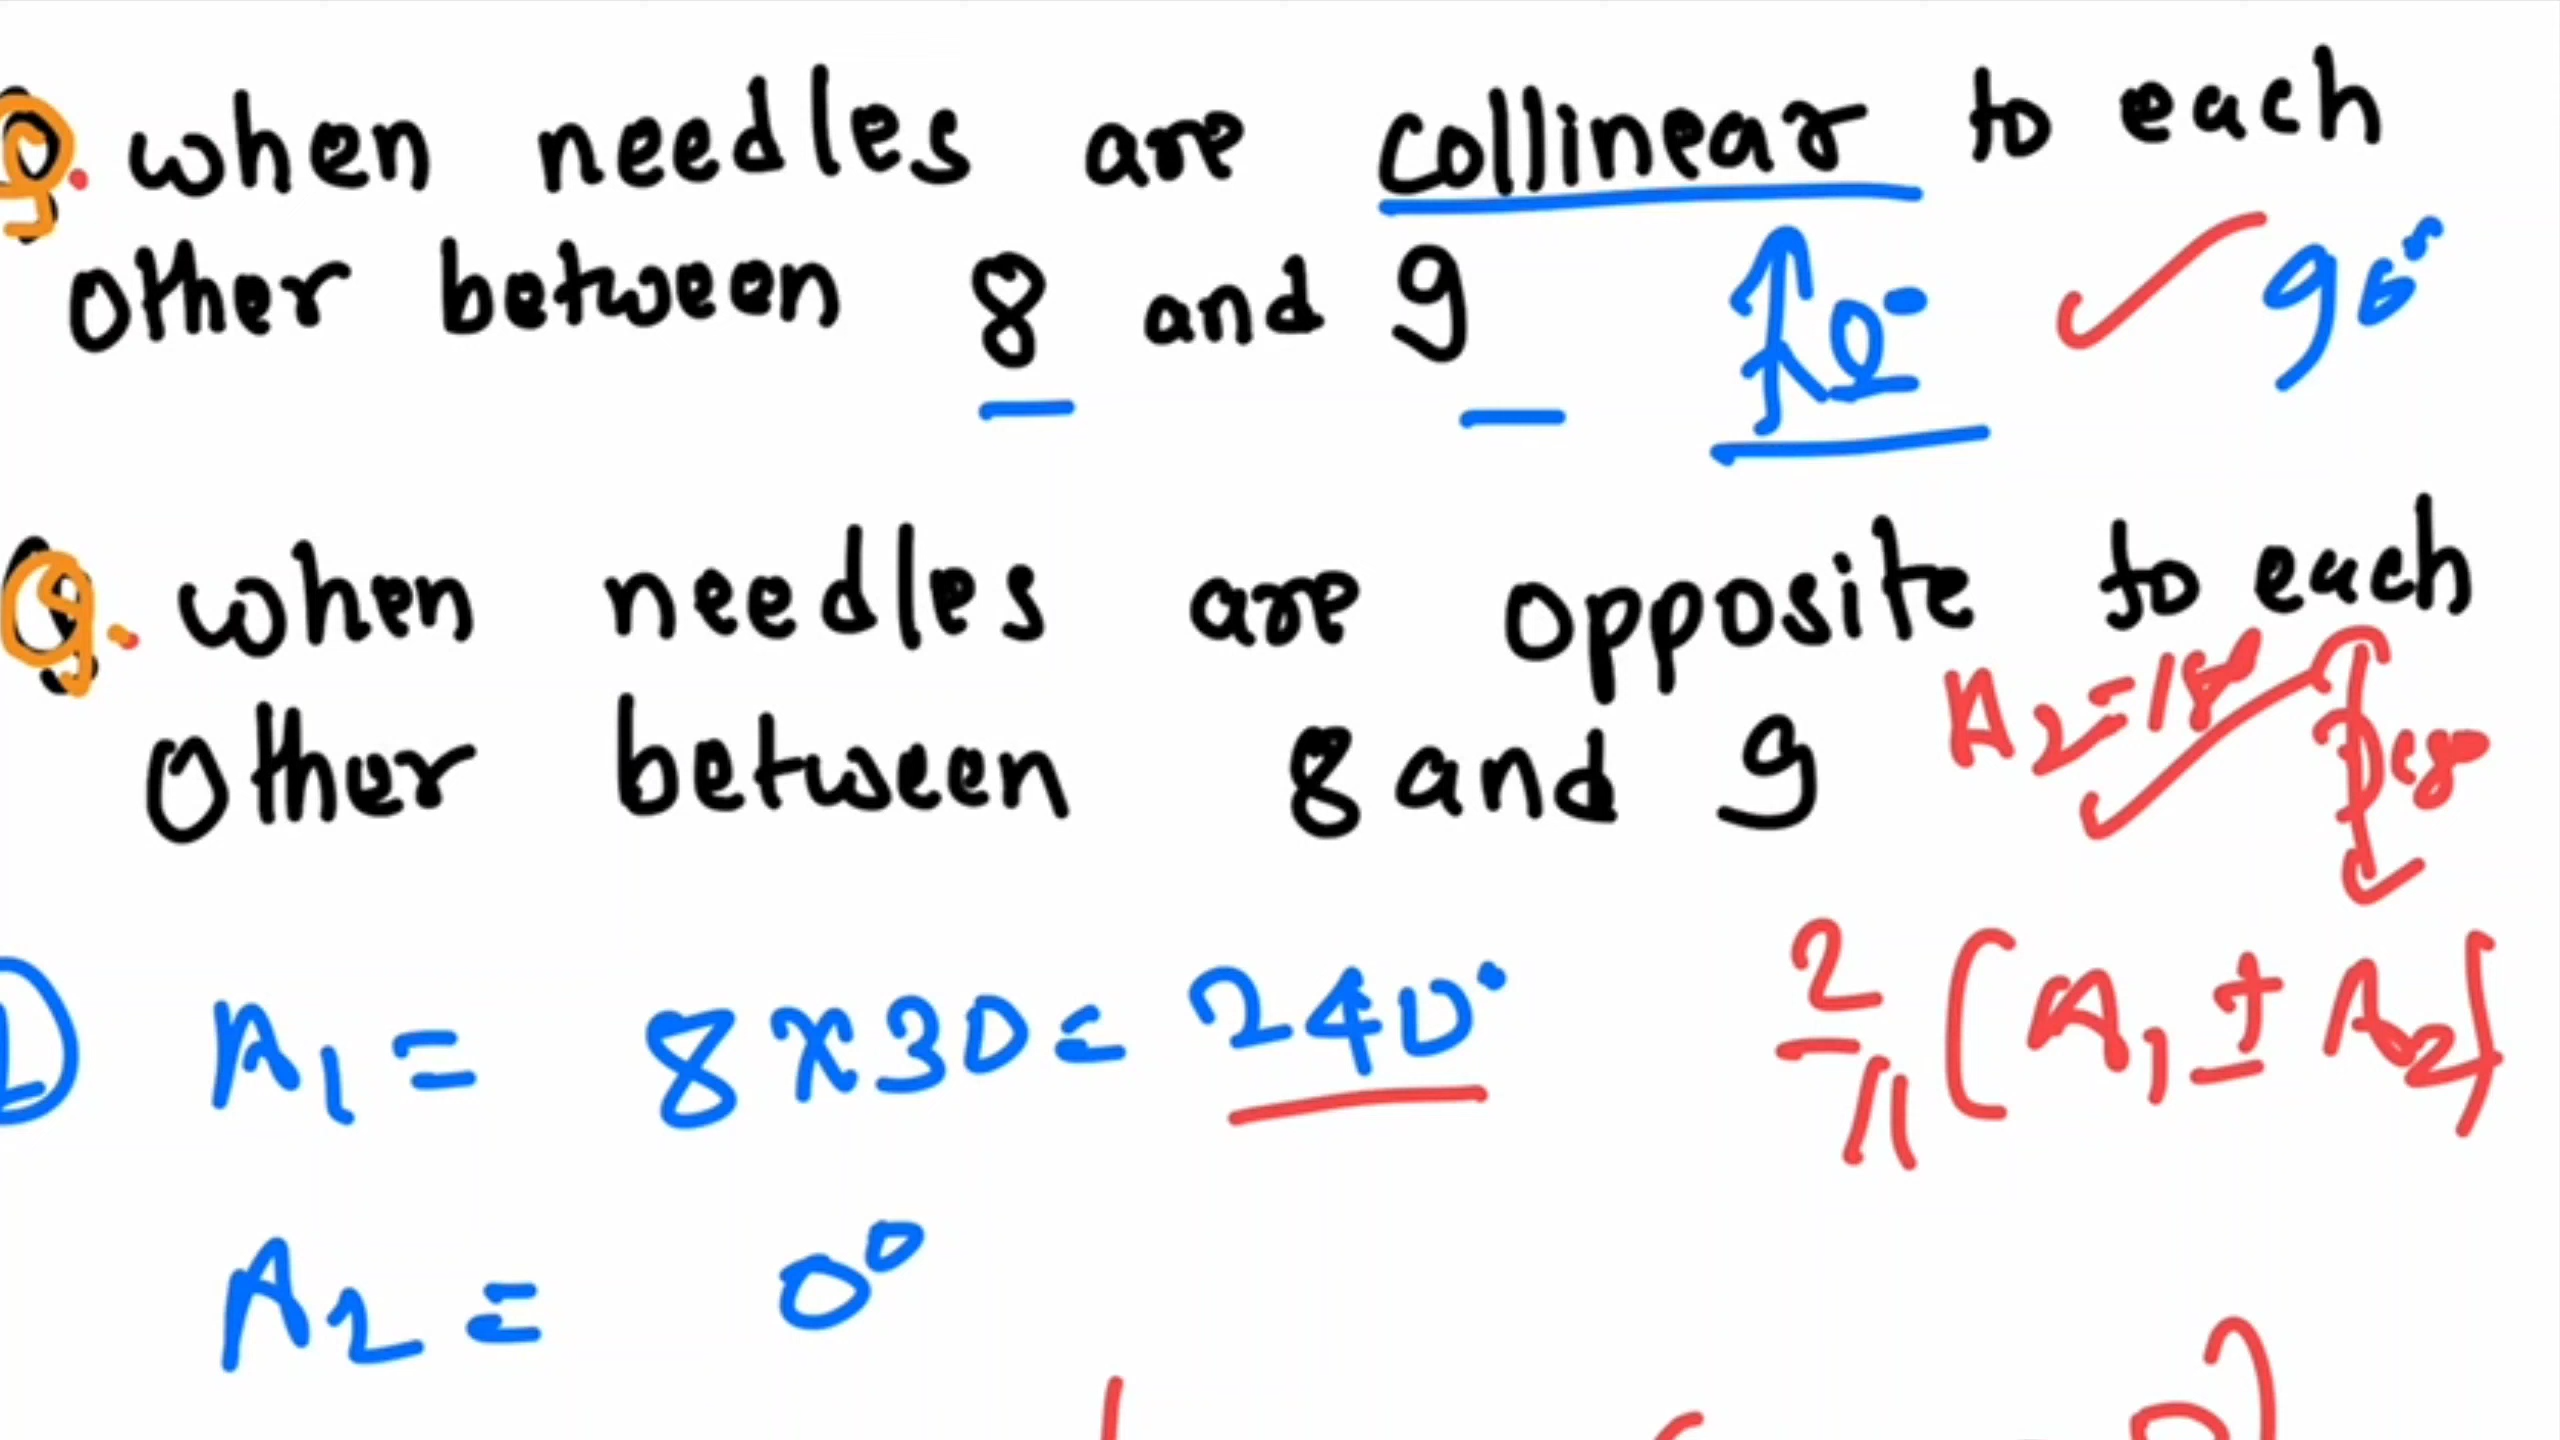 Q. when needles are collinear to each
other between 8 and 9 0° 90°
Q. when needles are opposite to each
other between 8 and 9 A₂=180
A₁ = 8x30= 240° 2/11 (A₁ ± A₂)
A₂ = 0°